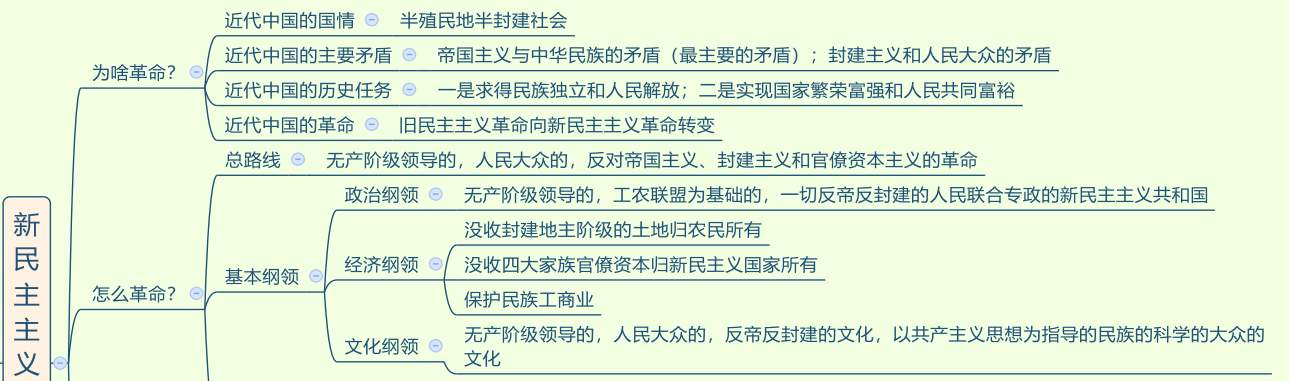 近代中国的国情 半殖民地半封建社会
近代中国的主要矛盾 帝国主义与中华民族的矛盾（最主要的矛盾）；封建主义和人民大众的矛盾
为啥革命？
近代中国的历史任务 一是求得民族独立和人民解放；二是实现国家繁荣富强和人民共同富裕
近代中国的革命 旧民主主义革命向新民主主义革命转变
总路线 无产阶级领导的，人民大众的，反对帝国主义、封建主义和官僚资本主义的革命
政治纲领 无产阶级领导的，工农联盟为基础的，一切反帝反封建的人民联合专政的新民主主义共和国
没收封建地主阶级的土地归农民所有
经济纲领 没收四大家族官僚资本归新民主主义国家所有
基本纲领
怎么革命？
保护民族工商业
文化纲领 无产阶级领导的，人民大众的，反帝反封建的文化，以共产主义思想为指导的民族的科学的大众的
文化
新
民
主
主
义